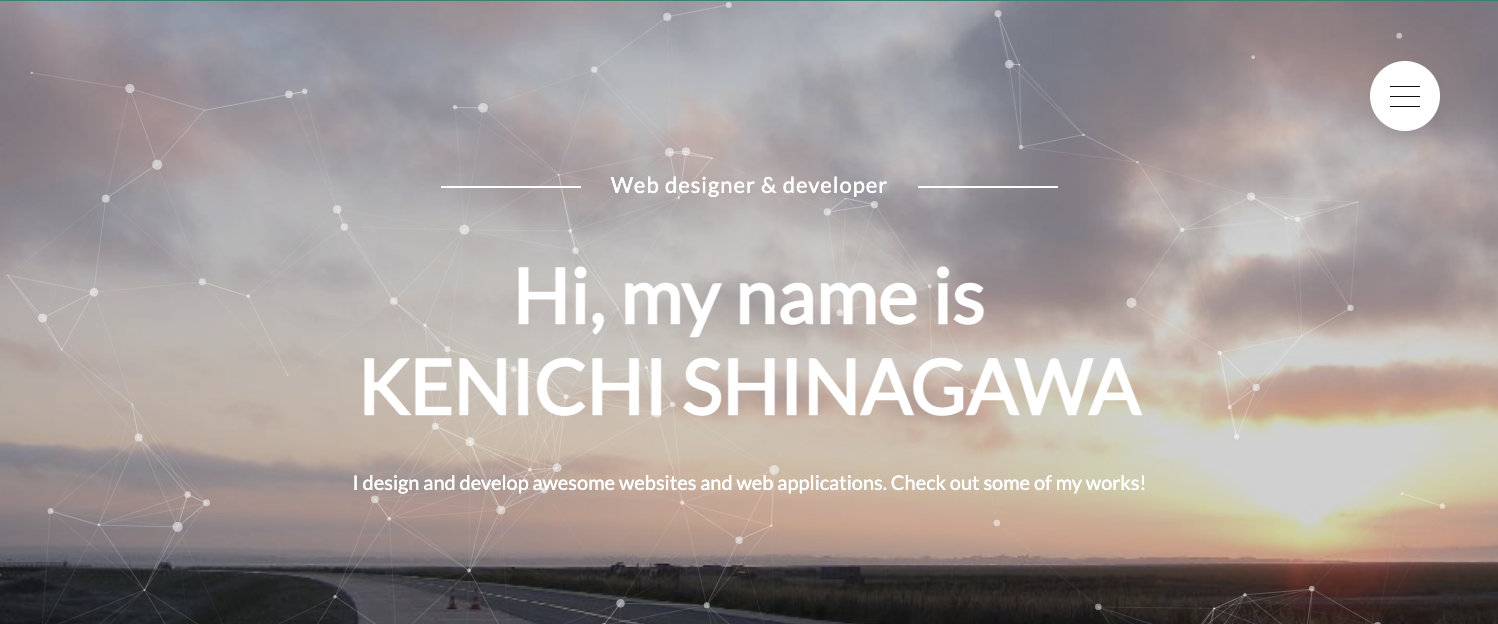 Web designer & developer
Hi, my name is
KENICHI SHINAGAWA
I design and develop awesome websites and web applications. Check out some of my works!